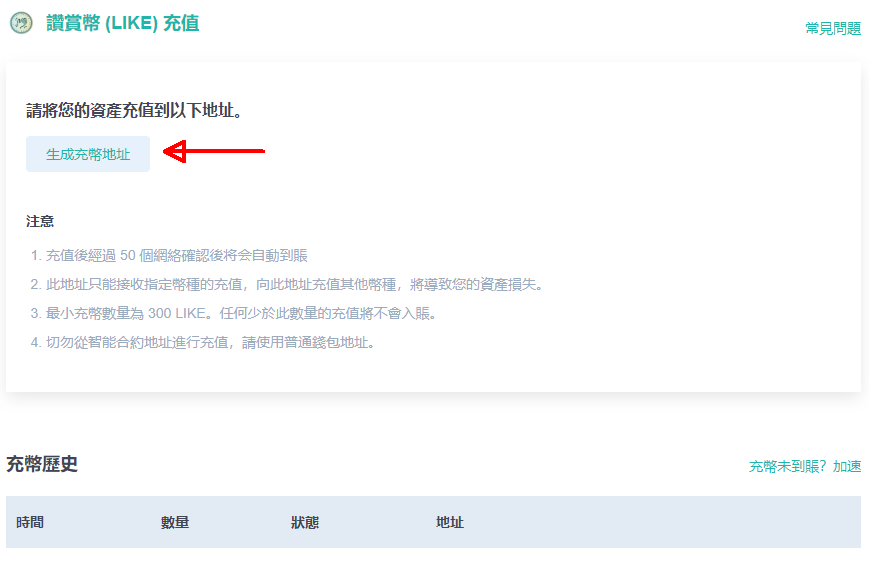 讚賞幣 (LIKE) 充值
常見問題
請將您的資產充值到以下地址。
生成充幣地址
注意
1. 充值後經過 50 個網絡確認後将会自動到賬
2. 此地址只能接收指定幣種的充值，向此地址充值其他幣種，將導致您的資產損失。
3. 最小充幣數量為 300 LIKE。任何少於此數量的充值將不會入賬。
4. 切勿從智能合約地址進行充值，請使用普通錢包地址。
充幣歷史
充幣未到賬？加速
時間 數量 狀態 地址